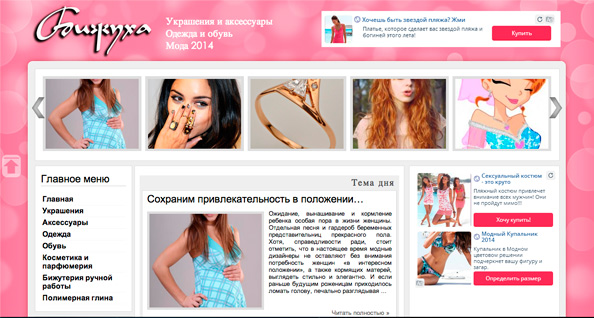 Бижруха
Украшения и аксессуары
Одежда и обувь
Мода 2014
Хочешь быть звездой пляжа? Жми
Платье, которое сделает вас звездой пляжа и богиней этого лета!
Купить
Главное меню
Главная
Украшения
Аксессуары
Одежда
Обувь
Косметика и
парфюмерия
Бижутерия ручной
работы
Полимерная глина
Тема дня
Сохраним привлекательность в положении…
Ожидание, вынашивание и кормление
ребенка особая пора в жизни женщины.
Отдельная песня и гардероб беременных
представительниц прекрасного пола.
Хотя, справедливости ради, стоит
отметить, что в настоящее время модные
дизайнеры не оставляют без внимания
потребность женщин «в интересном
положении», а также кормящих матерей,
выглядеть стильно и элегантно. И если
раньше будущим роженицам приходилось
ломать голову, печально разглядывая ...
Читать полностью »
Сексуальный костюм
- это круто
Пляжный костюм привлечет
внимание всех мужчин! Они
не пройдут мимо!!!
Хочу купить!
Модный Купальник
2014
Купальник в Модном
цветовом решении
подчеркнет вашу фигуру и
загар.
Определить размер